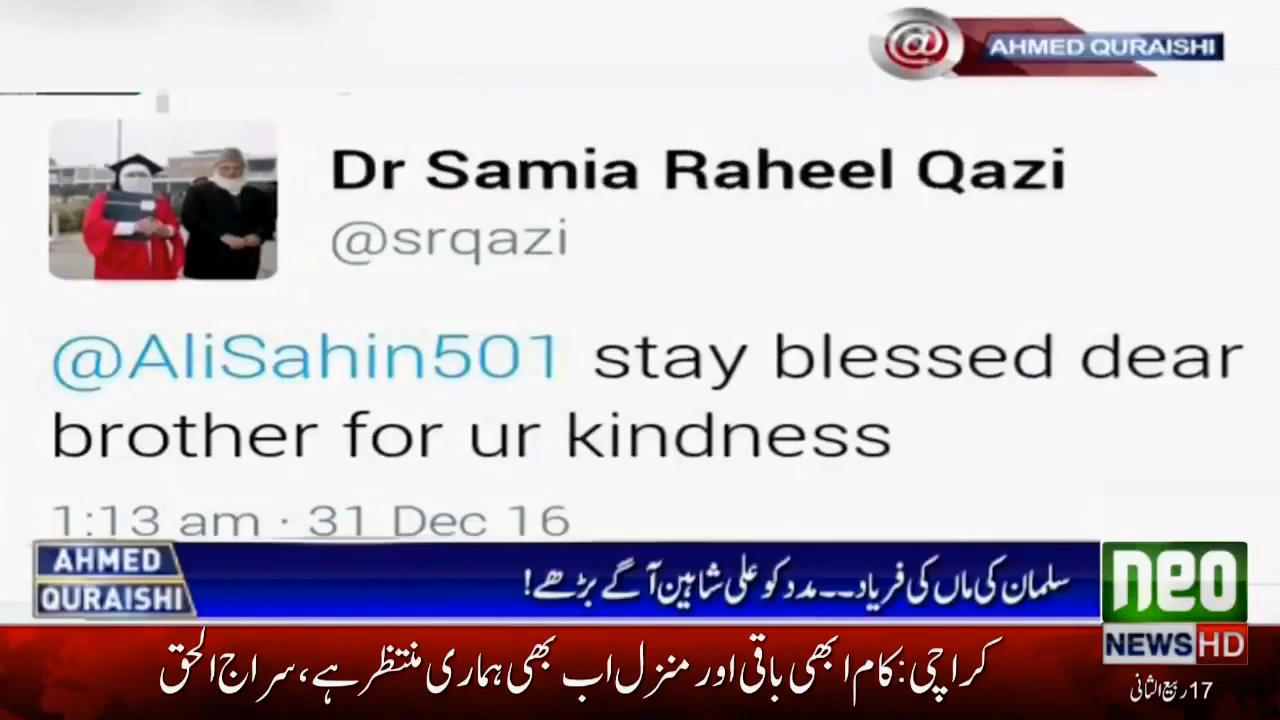 @ AHMED QURAISHI
Dr Samia Raheel Qazi
@srqazi
@AliSahin501 stay blessed dear
brother for ur kindness
1:13 am · 31 Dec 16
AHMED
QURAISHI
سلمان کی ماں کی فریاد۔۔۔ مدد کو علی شاہین آگے بڑھے!
neo
NEWS HD
کراچی: کام ابھی باقی اور منزل اب بھی ہماری منتظر ہے، سراج الحق
17 ربیع الثانی